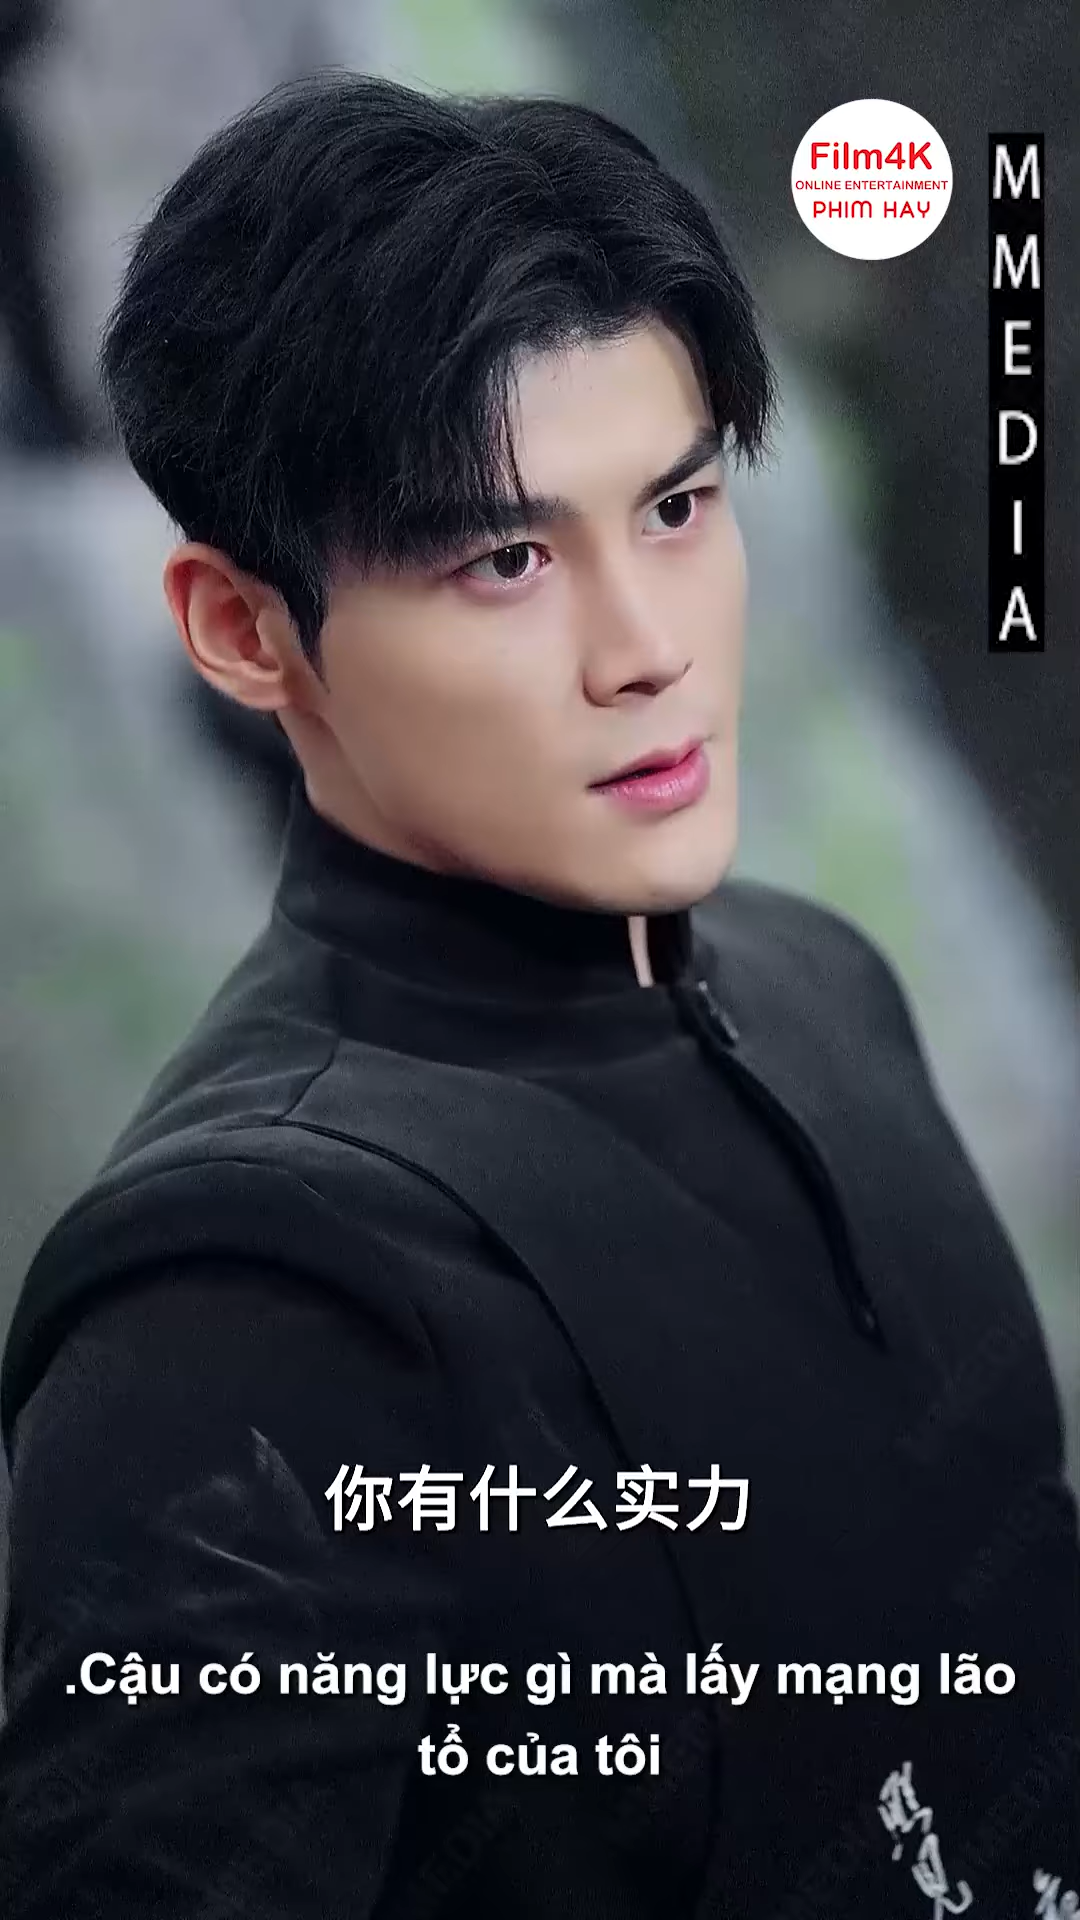 Film4K
ONLINE ENTERTAINMENT
PHIM HAY
MMEDIA
你有什么实力
.Cậu có năng lực gì mà lấy mạng lão
tổ của tôi